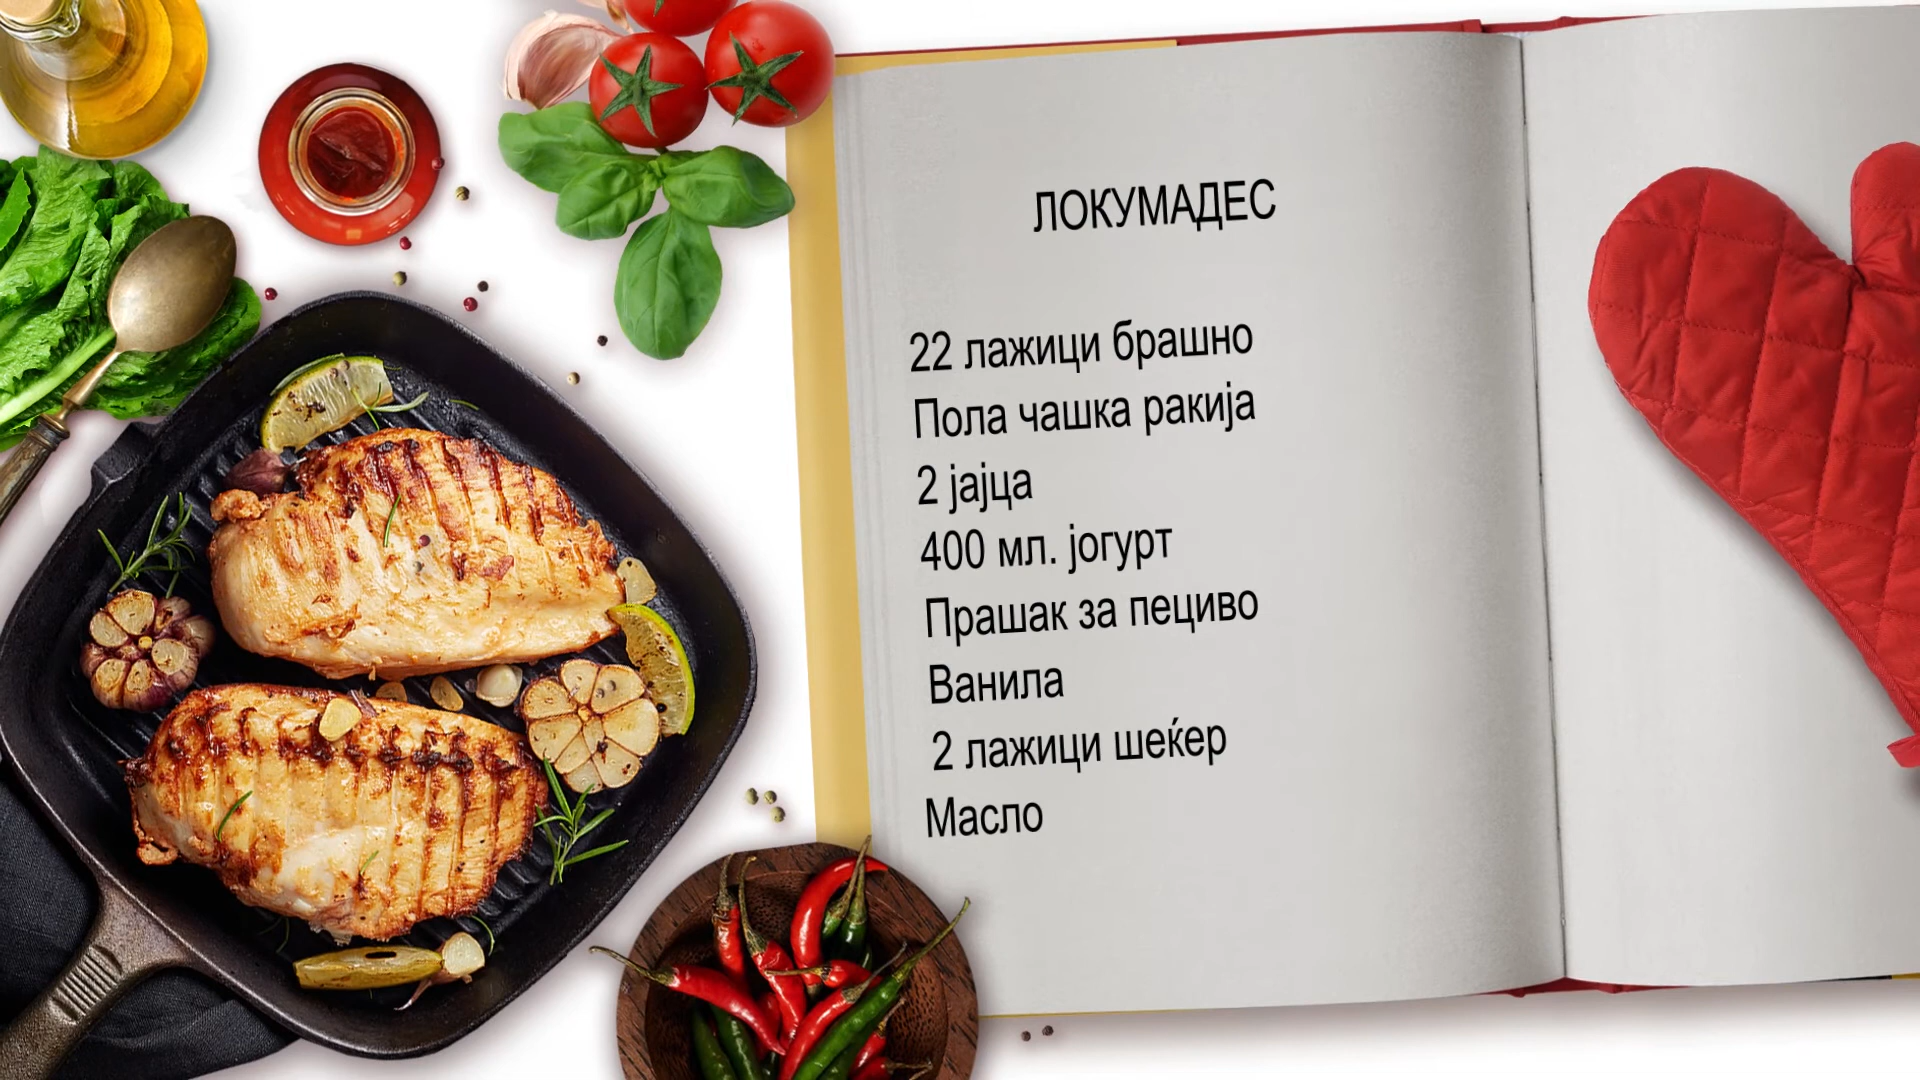 ЛОКУМАДЕС
22 лажици брашно
Пола чашка ракија
2 јајца
400 мл. јогурт
Прашак за пециво
Ванила
2 лажици шеќер
Масло